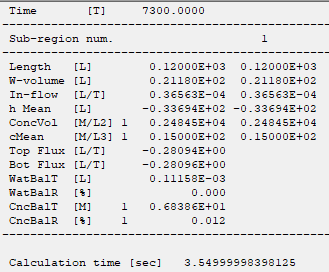 Time [T] 7300.0000
Sub-region num. 1
Length [L] 0.12000E+03 0.12000E+03
W-volume [L] 0.21180E+02 0.21180E+02
In-flow [L/T] 0.36563E-04 0.36563E-04
h Mean [L] -0.33694E+02 -0.33694E+02
ConcVol [M/L2] 1 0.24845E+04 0.24845E+04
cMean [M/L3] 1 0.15000E+02 0.15000E+02
Top Flux [L/T] -0.28094E+00
Bot Flux [L/T] -0.28096E+00
WatBalT [L] 0.11158E-03
WatBalR [%] 0.000
CncBalT [M] 1 0.68386E+01
CncBalR [%] 1 0.012
Calculation time [sec] 3.54999998398125